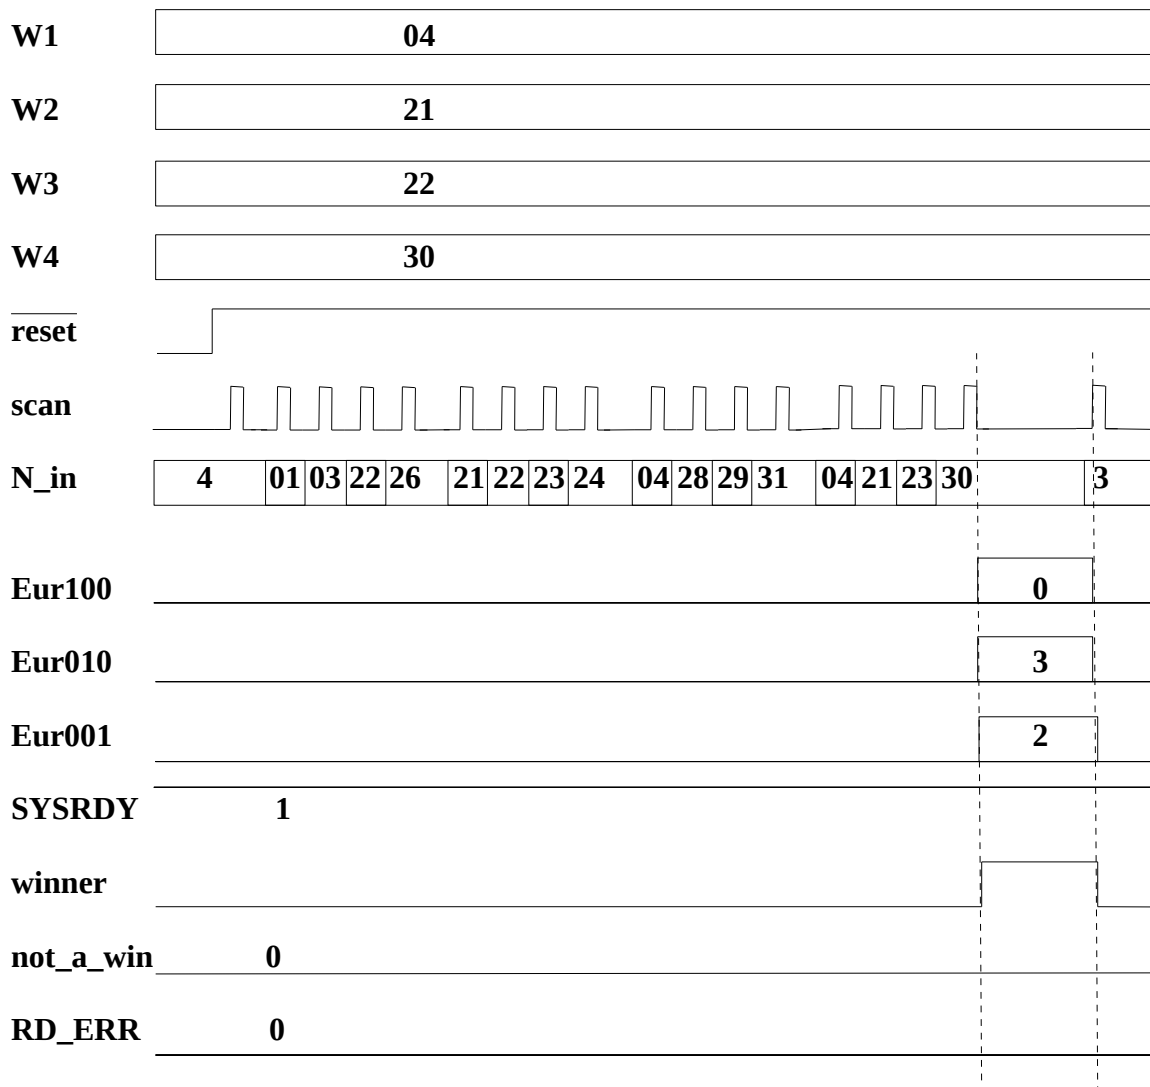 W1 04
W2 21
W3 22
W4 30
reset
scan
N_in 4 01 03 22 26 21 22 23 24 04 28 29 31 04 21 23 30 3
Eur100 0
Eur010 3
Eur001 2
SYSRDY 1
winner
not_a_win 0
RD_ERR 0